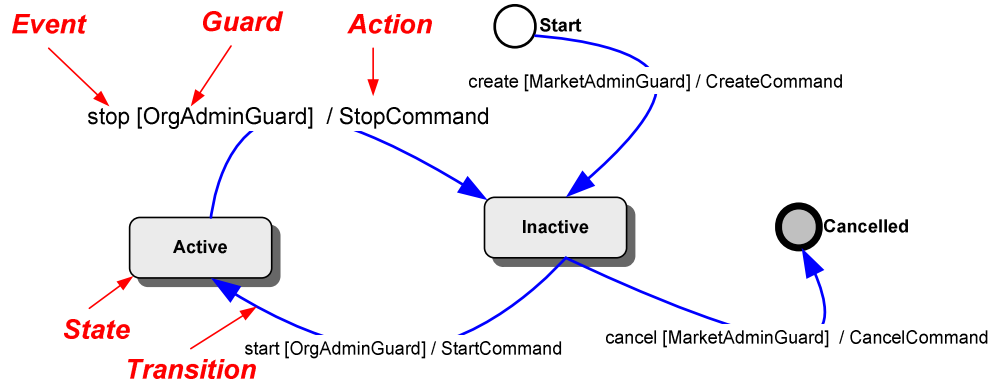 Event
Guard
Action
Start
create [MarketAdminGuard] / CreateCommand
stop [OrgAdminGuard]  / StopCommand
Active
Inactive
Cancelled
State
Transition
start [OrgAdminGuard] / StartCommand
cancel [MarketAdminGuard]  / CancelCommand